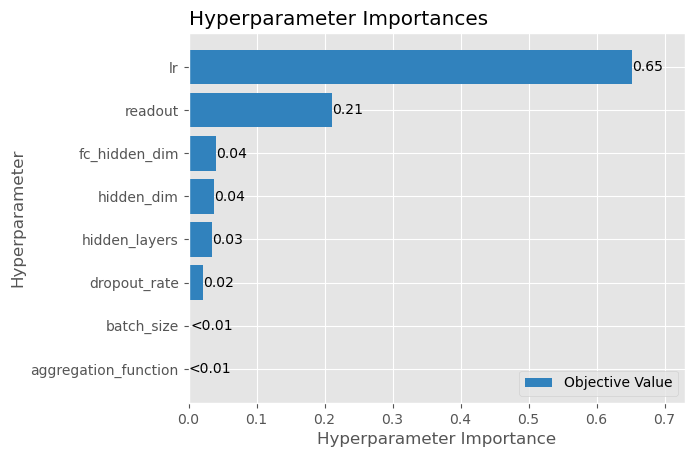 Hyperparameter Importances
Hyperparameter
lr
0.65
readout
0.21
fc_hidden_dim
0.04
hidden_dim
0.04
hidden_layers
0.03
dropout_rate
0.02
batch_size
<0.01
aggregation_function
<0.01
Objective Value
0.0 0.1 0.2 0.3 0.4 0.5 0.6 0.7
Hyperparameter Importance